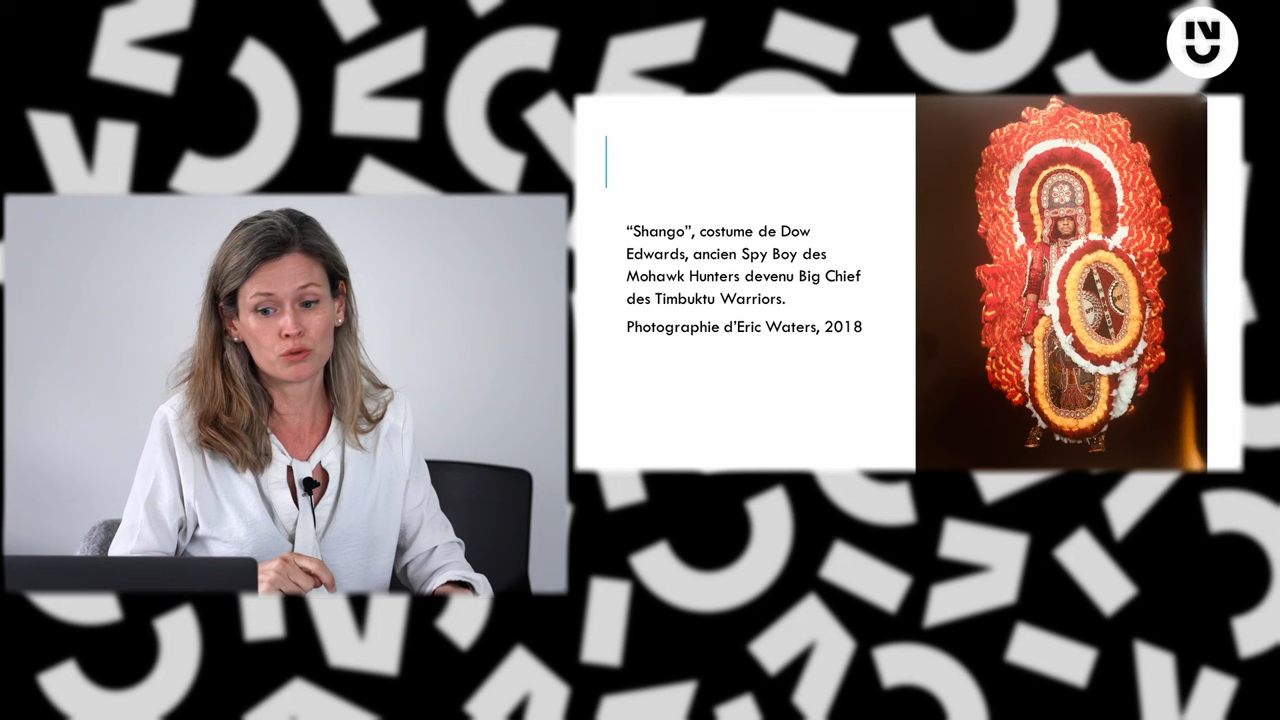 IN
U
“Shango”, costume de Dow
Edwards, ancien Spy Boy des
Mohawk Hunters devenu Big Chief
des Timbuktu Warriors.
Photographie d’Eric Waters, 2018